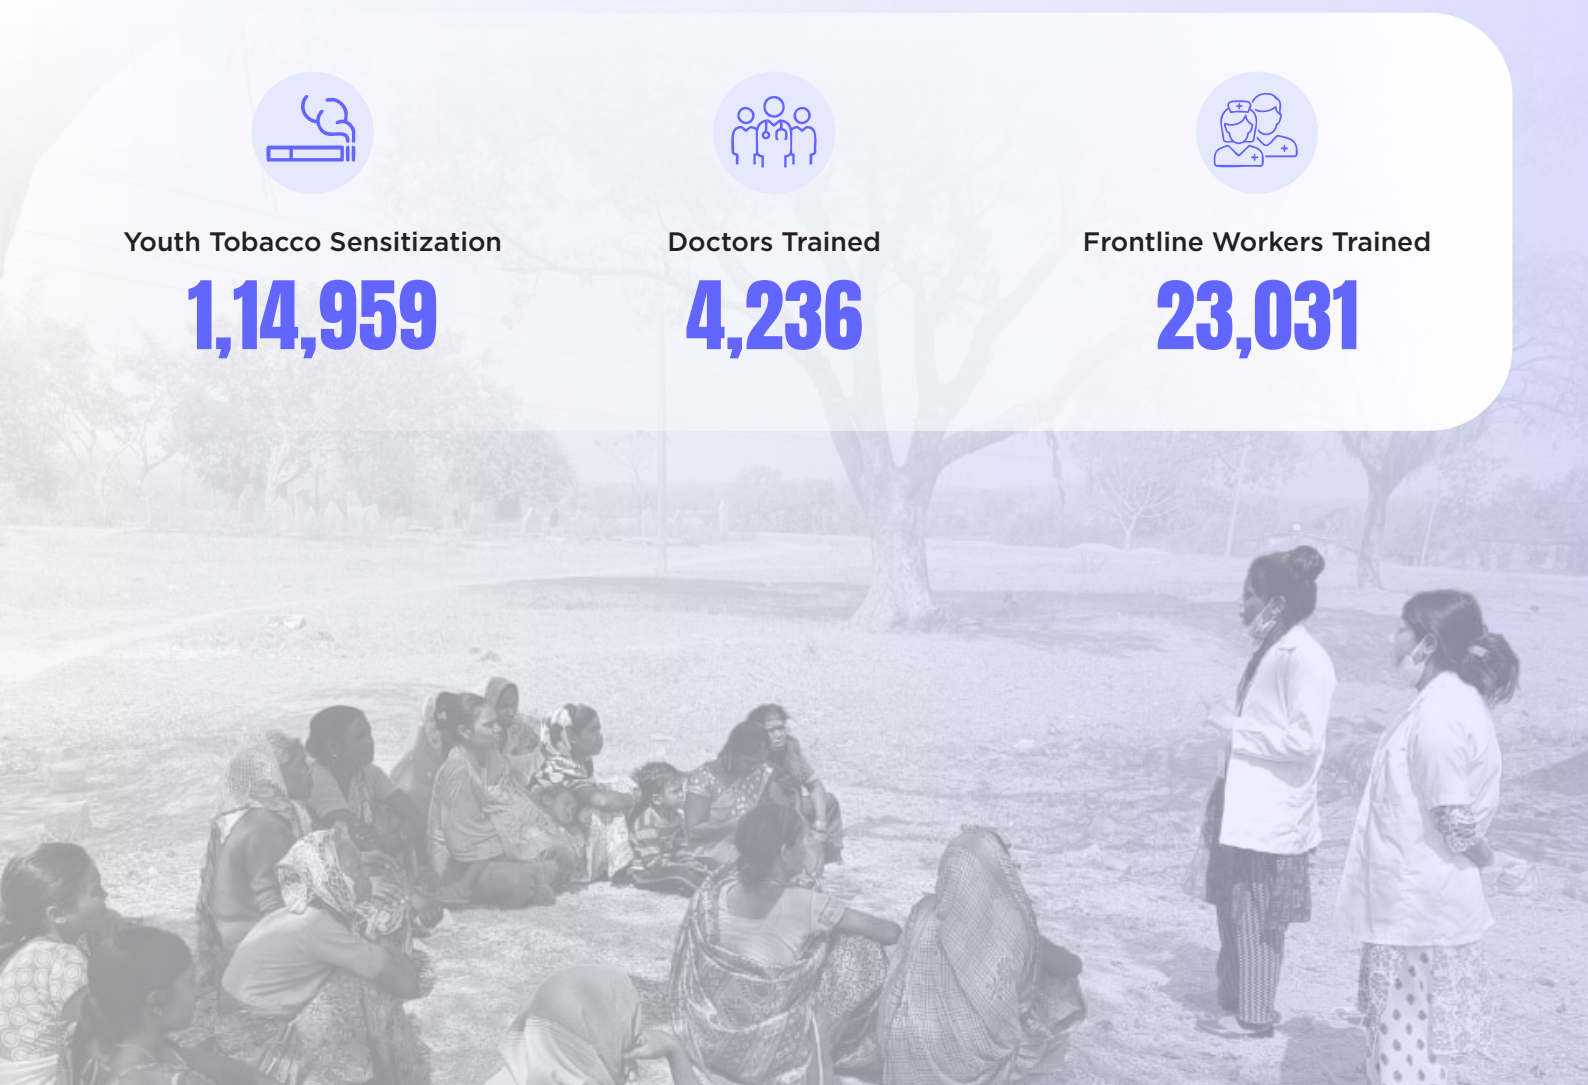 Youth Tobacco Sensitization
1,14,959
Doctors Trained
4,236
Frontline Workers Trained
23,031